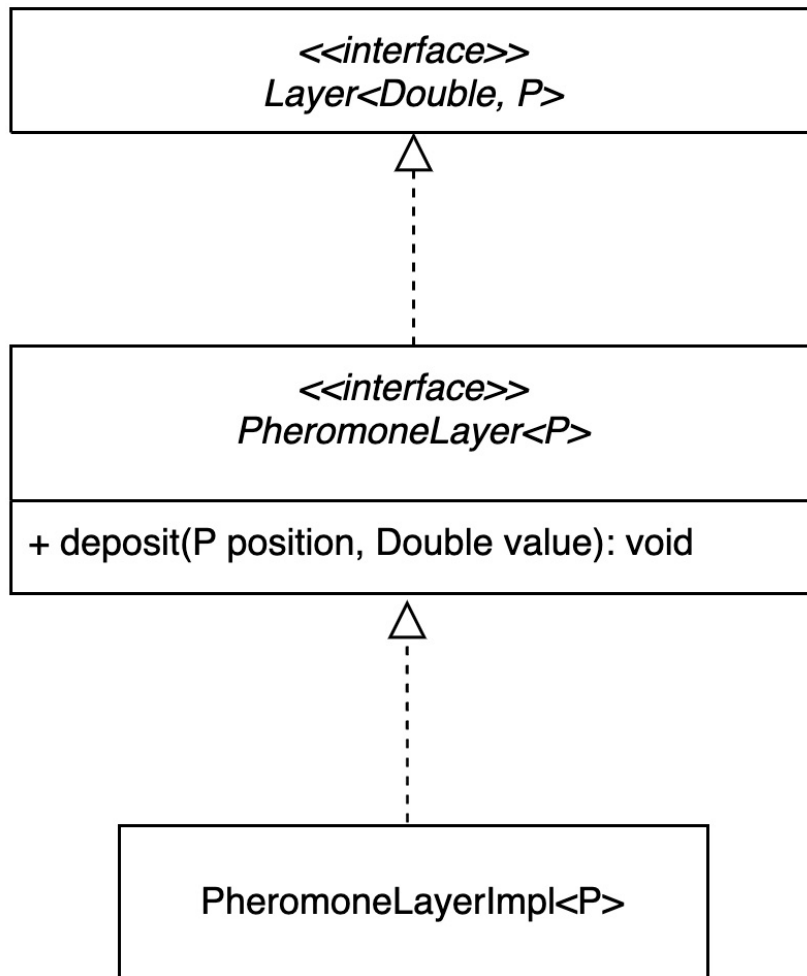 <<interface>>
Layer<Double, P>
<<interface>>
PheromoneLayer<P>
+ deposit(P position, Double value): void
PheromoneLayerImpl<P>